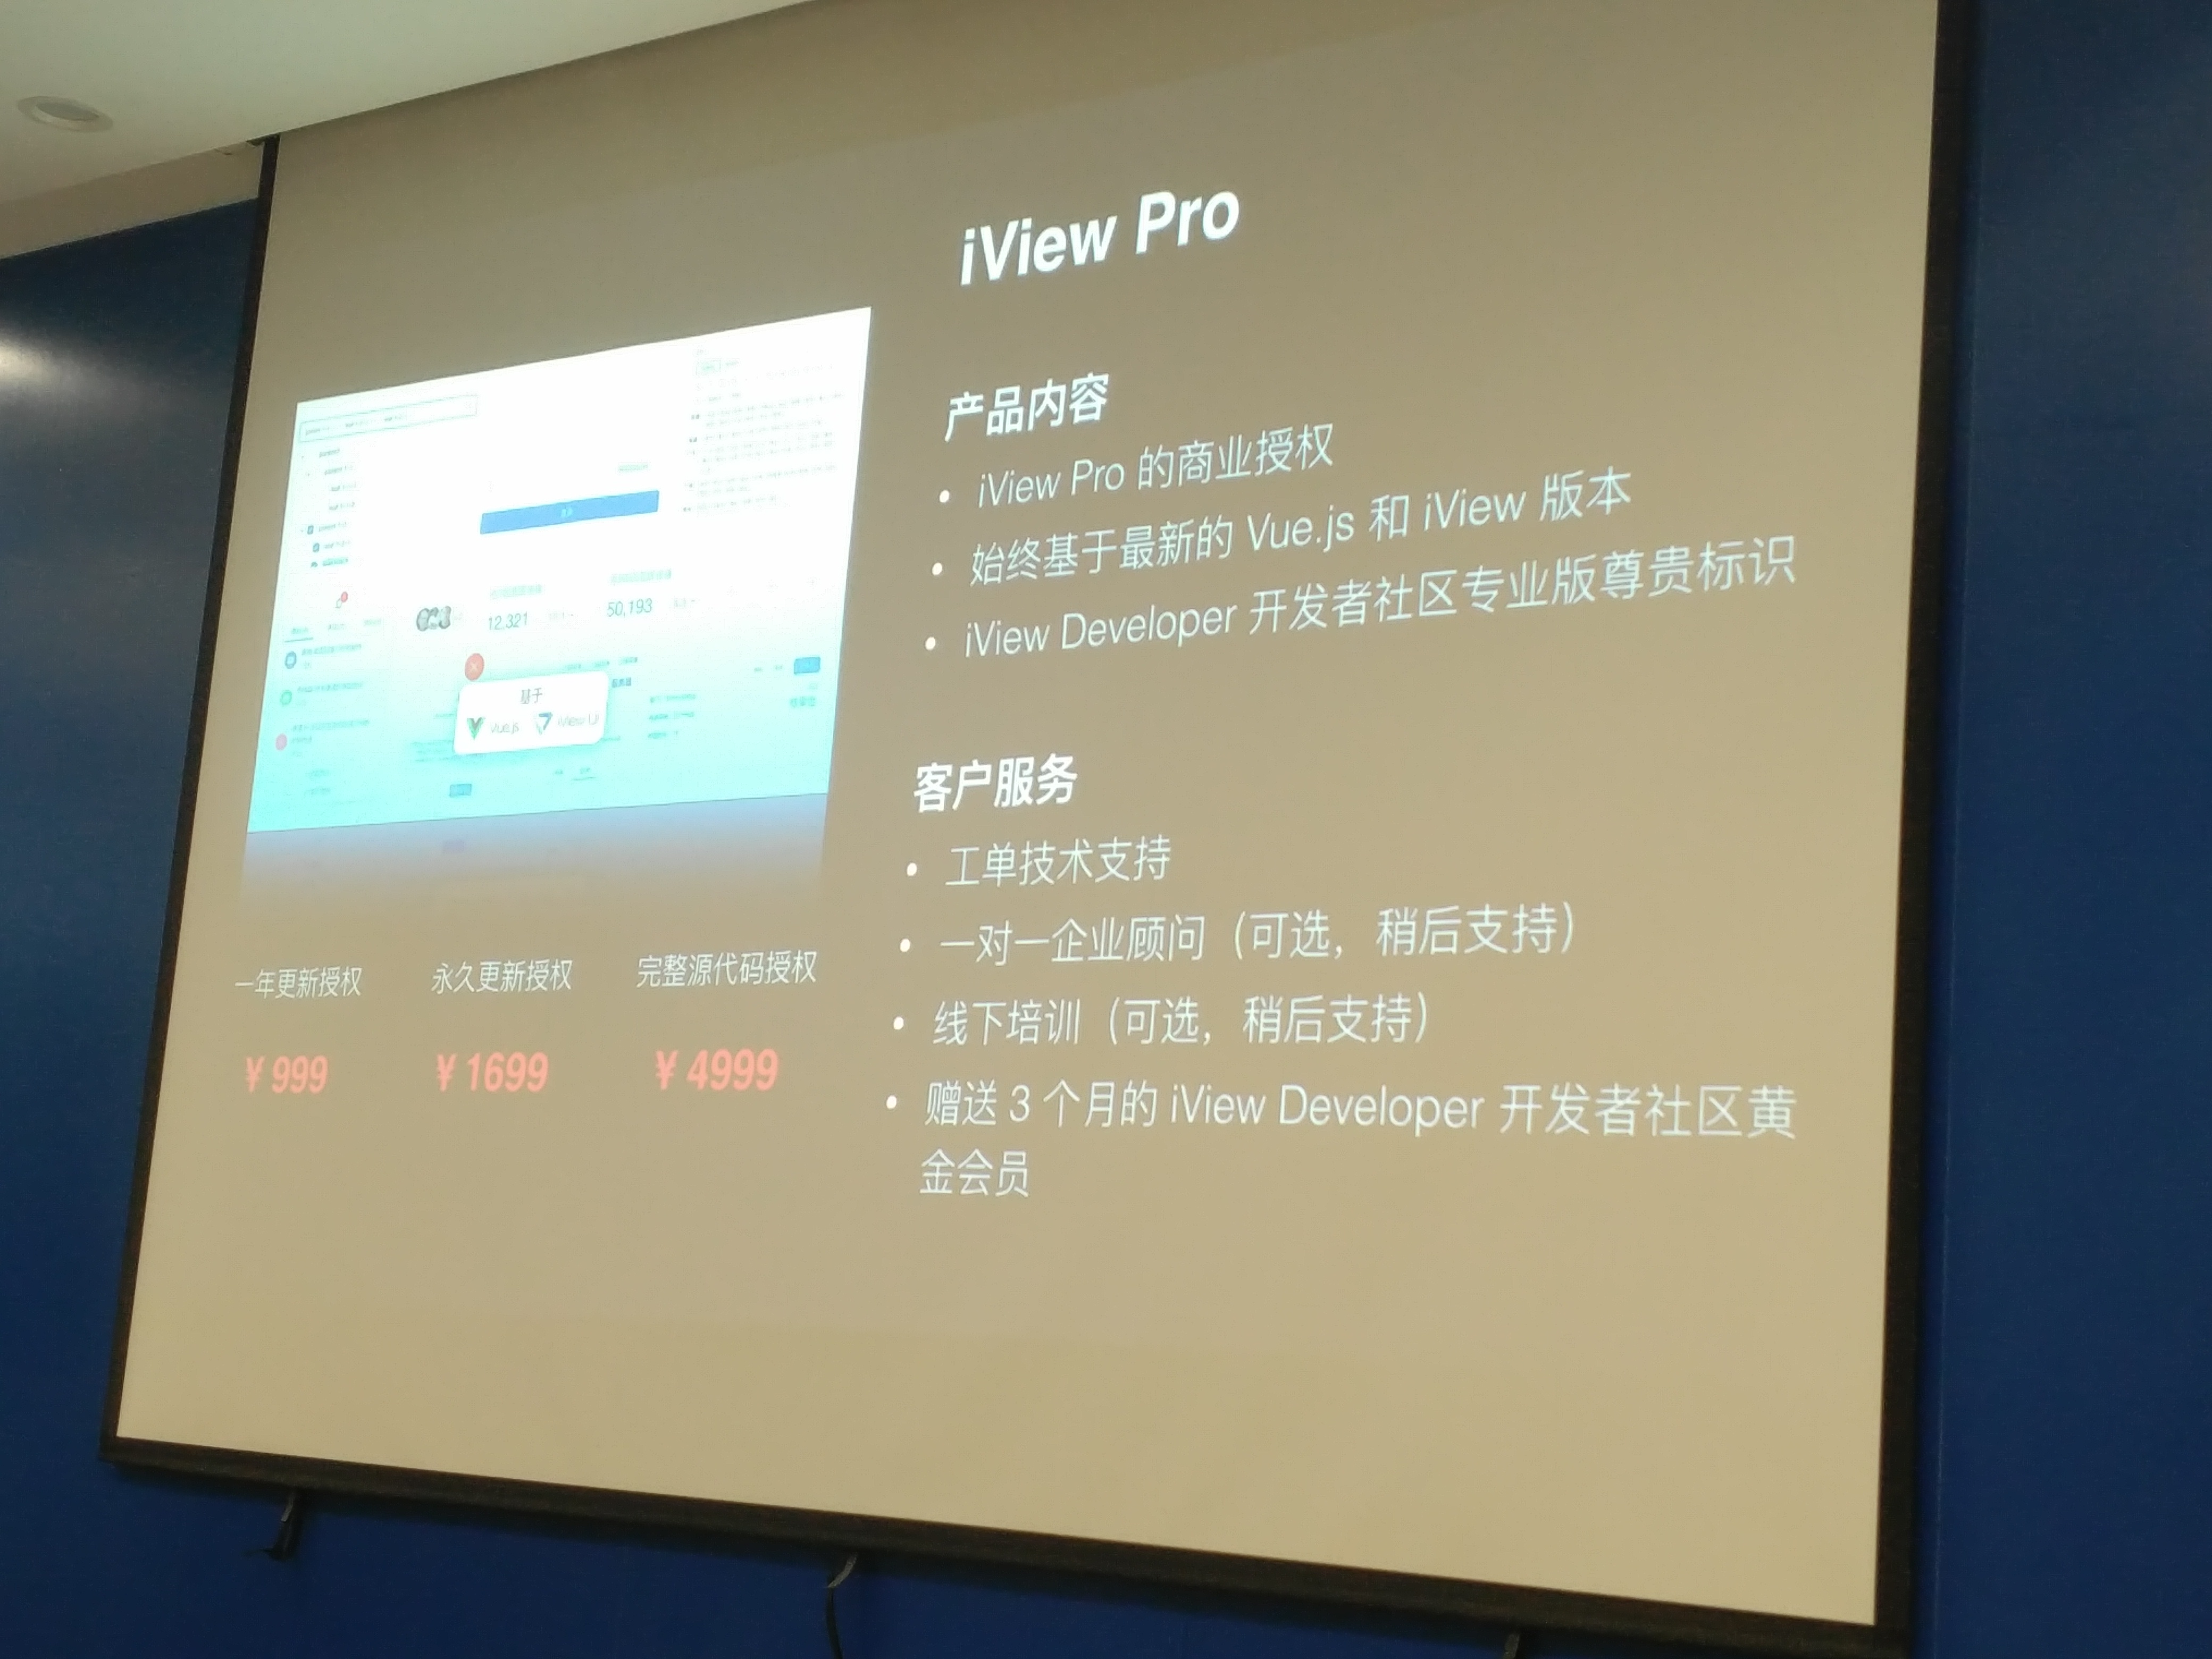 iView Pro
产品内容
• iView Pro 的商业授权
• 始终基于最新的 Vue.js 和 iView 版本
• iView Developer 开发者社区专业版尊贵标识
客户服务
• 工单技术支持
• 一对一企业顾问（可选，稍后支持）
• 线下培训（可选，稍后支持）
• 赠送 3 个月的 iView Developer 开发者社区黄
金会员
12,321
50,193
基于
Vue.js iView UI
一年更新授权 永久更新授权 完整源代码授权
¥ 999 ¥ 1699 ¥ 4999